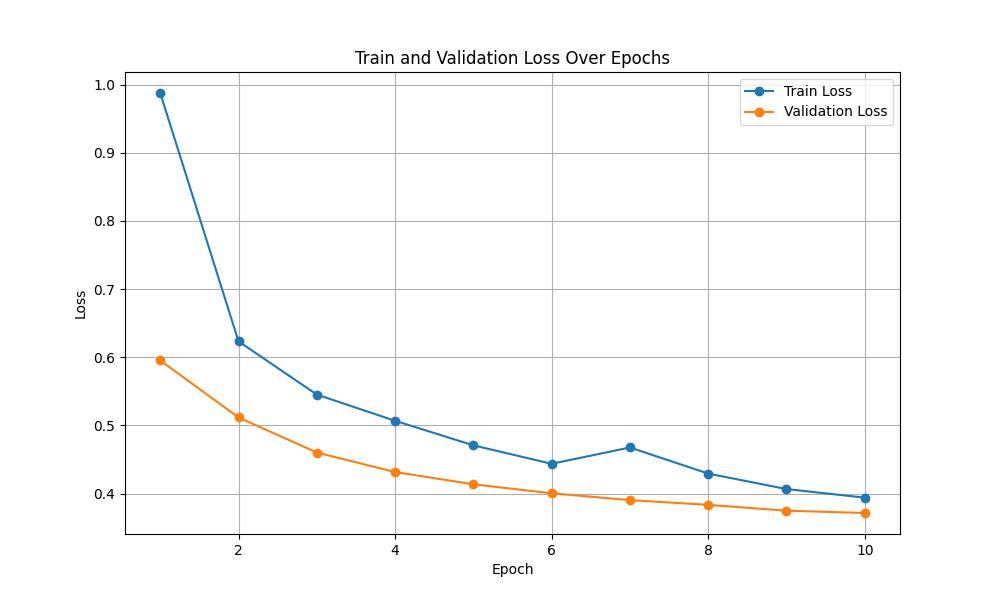 Train and Validation Loss Over Epochs
Train Loss
Validation Loss
1.0
0.9
0.8
0.7
0.6
0.5
0.4
Loss
2 4 6 8 10
Epoch